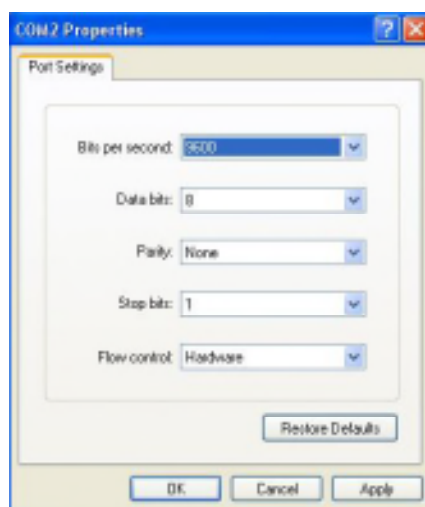 COM2 Properties
Port Settings
Bits per second: 9600
Data bits: 8
Parity: None
Stop bits: 1
Flow control: Hardware
Restore Defaults
OK Cancel Apply